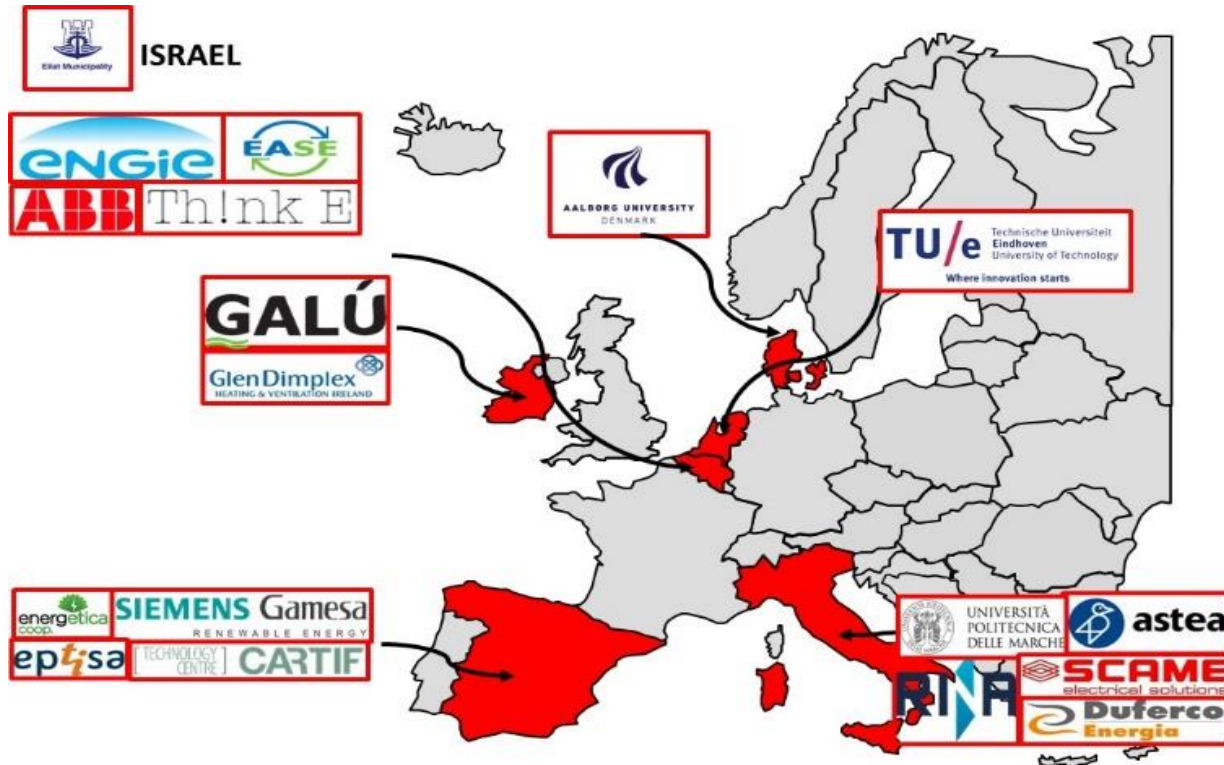 Eilat Municipality
ISRAEL
ENGIE
EASE
ABB
Th!nk E
AALBORG UNIVERSITY
DENMARK
TU/e
Technische Universiteit
Eindhoven
University of Technology
Where innovation starts
GALÚ
GlenDimplex
HEATING & VENTILATION IRELAND
energética
coop.
SIEMENS Gamesa
RENEWABLE ENERGY
eptisa
[TECHNOLOGY
CENTRE]
CARTIF
UNIVERSITÀ
POLITECNICA
DELLE MARCHE
astea
RINA
SCAME
electrical solutions
Duferco
Energia